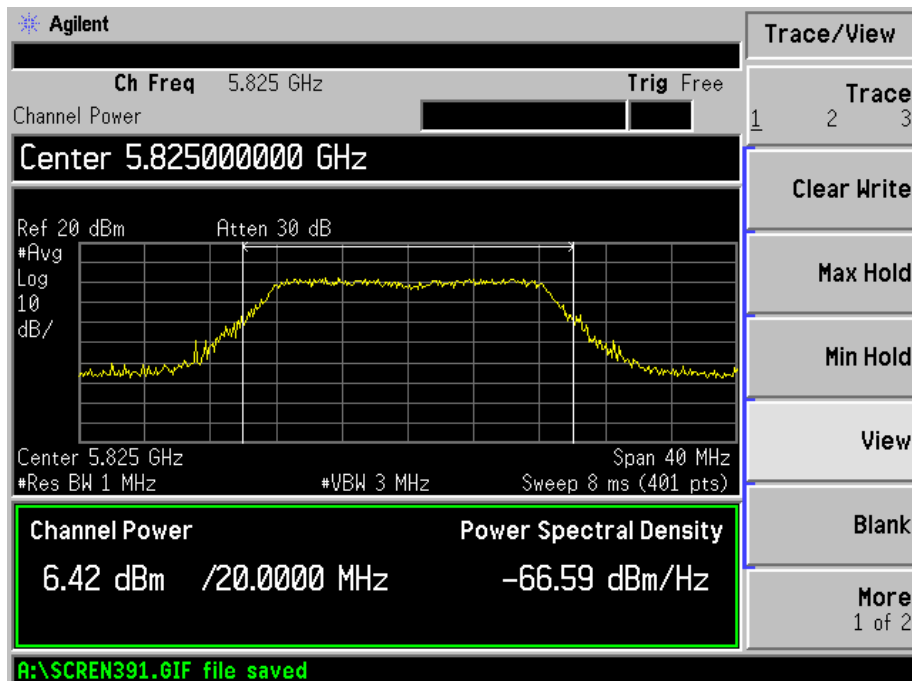 Agilent
Trace/View
Ch Freq 5.825 GHz Trig Free
Channel Power
Trace
1 2 3
Center 5.825000000 GHz
Clear Write
Ref 20 dBm Atten 30 dB
#Avg
Log
10
dB/
Max Hold
Min Hold
View
Center 5.825 GHz Span 40 MHz
#Res BW 1 MHz #VBW 3 MHz Sweep 8 ms (401 pts)
Channel Power Power Spectral Density
6.42 dBm /20.0000 MHz -66.59 dBm/Hz
Blank
More
1 of 2
A:\SCREN391.GIF file saved